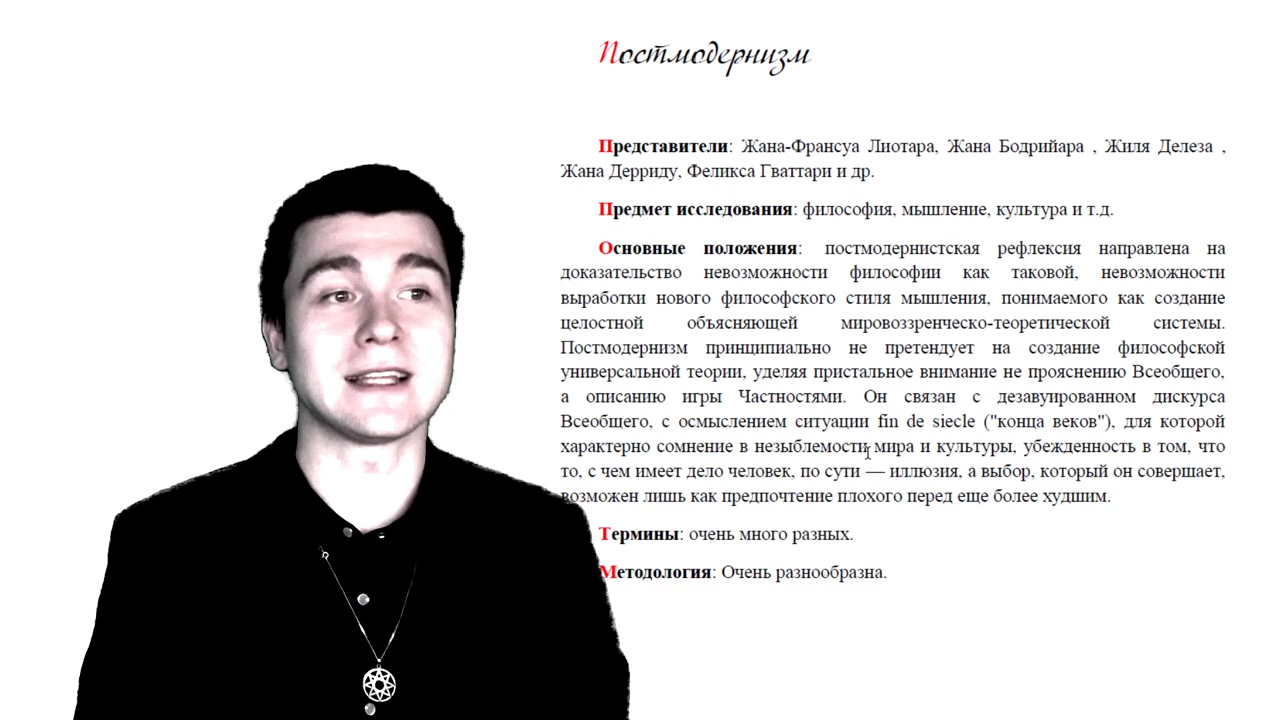 Постмодернизм
Представители: Жана-Франсуа Лиотара, Жана Бодрийара , Жиля Делеза ,
Жана Дерриду, Феликса Гваттари и др.
Предмет исследования: философия, мышление, культура и т.д.
Основные положения: постмодернистская рефлексия направлена на
доказательство невозможности философии как таковой, невозможности
выработки нового философского стиля мышления, понимаемого как создание
целостной объясняющей мировоззренческо-теоретической системы.
Постмодернизм принципиально не претендует на создание философской
универсальной теории, уделяя пристальное внимание не прояснению Всеобщего,
а описанию игры Частностями. Он связан с дезавуированном дискурса
Всеобщего, с осмыслением ситуации fin de siecle ("конца веков"), для которой
характерно сомнение в незыблемости мира и культуры, убежденность в том, что
то, с чем имеет дело человек, по сути — иллюзия, а выбор, который он совершает,
возможен лишь как предпочтение плохого перед еще более худшим.
Термины: очень много разных.
Методология: Очень разнообразна.